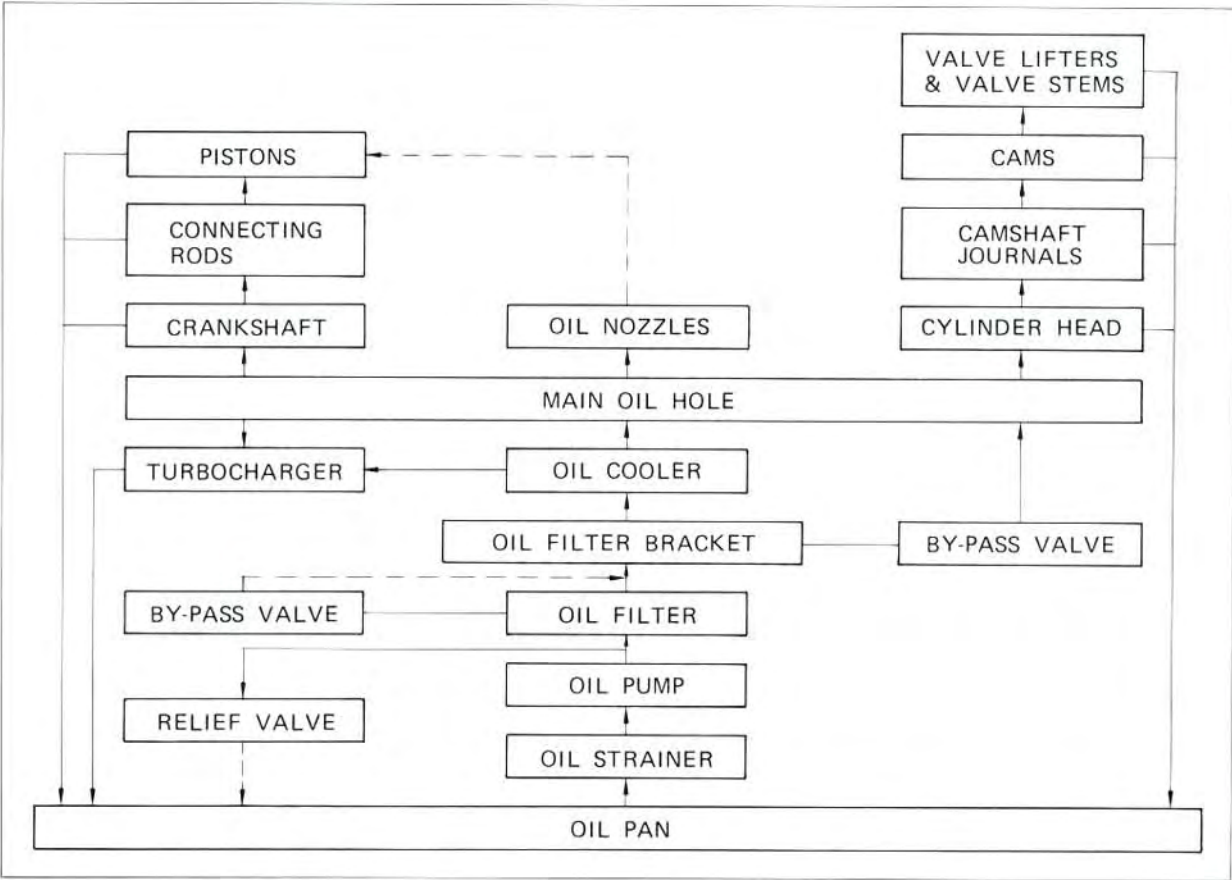 VALVE LIFTERS
& VALVE STEMS
PISTONS
CAMS
CONNECTING
RODS
CAMSHAFT
JOURNALS
CRANKSHAFT
OIL NOZZLES
CYLINDER HEAD
MAIN OIL HOLE
TURBOCHARGER
OIL COOLER
OIL FILTER BRACKET
BY-PASS VALVE
BY-PASS VALVE
OIL FILTER
OIL PUMP
RELIEF VALVE
OIL STRAINER
OIL PAN